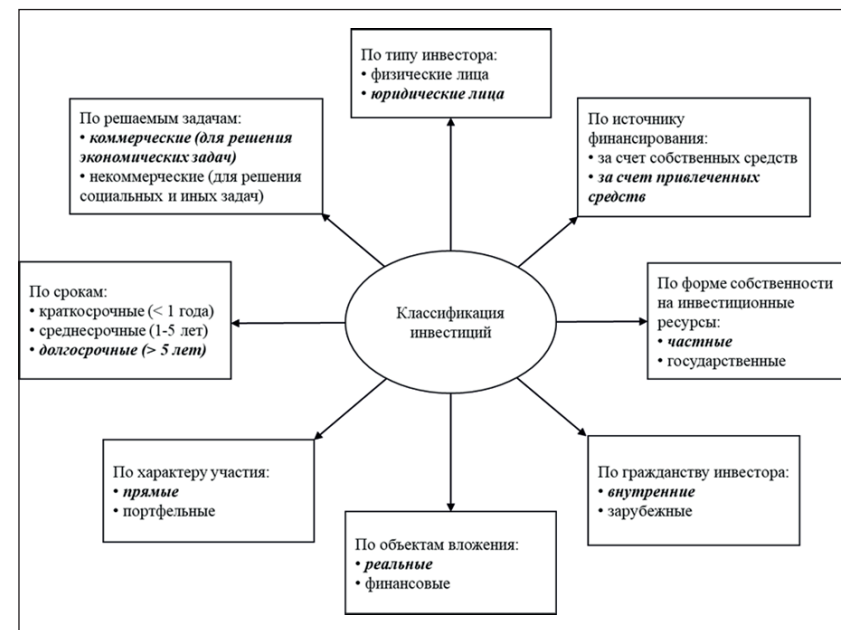 По типу инвестора:
• физические лица
• юридические лица
По решаемым задачам:
• коммерческие (для решения
экономических задач)
• некоммерческие (для решения
социальных и иных задач)
По источнику
финансирования:
• за счет собственных средств
• за счет привлеченных
средств
По срокам:
• краткосрочные (< 1 года)
• среднесрочные (1-5 лет)
• долгосрочные (> 5 лет)
Классификация
инвестиций
По форме собственности
на инвестиционные
ресурсы:
• частные
• государственные
По характеру участия:
• прямые
• портфельные
По гражданству инвестора:
• внутренние
• зарубежные
По объектам вложения:
• реальные
• финансовые